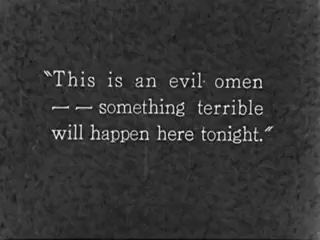 "This is an evil omen
— — something terrible
will happen here tonight."